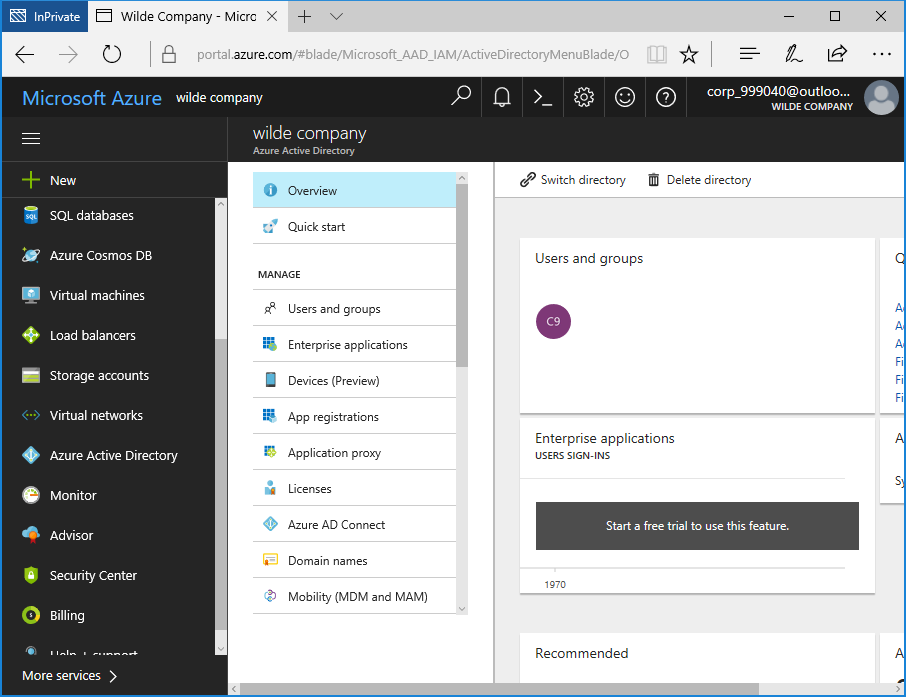 InPrivate
Wilde Company - Micro
portal.azure.com/#blade/Microsoft_AAD_IAM/ActiveDirectoryMenuBlade/O
Microsoft Azure wilde company
corp_999040@outloo...
WILDE COMPANY
wilde company
Azure Active Directory
New
SQL databases
Azure Cosmos DB
Virtual machines
Load balancers
Storage accounts
Virtual networks
Azure Active Directory
Monitor
Advisor
Security Center
Billing
Help + support
More services
Overview
Quick start
MANAGE
Users and groups
Enterprise applications
Devices (Preview)
App registrations
Application proxy
Licenses
Azure AD Connect
Domain names
Mobility (MDM and MAM)
Switch directory
Delete directory
Users and groups
C9
Enterprise applications
USERS SIGN-INS
Start a free trial to use this feature.
1970
Recommended
Q
Ad
Ad
Ad
Fi
Fi
Fi
A
Sy
A